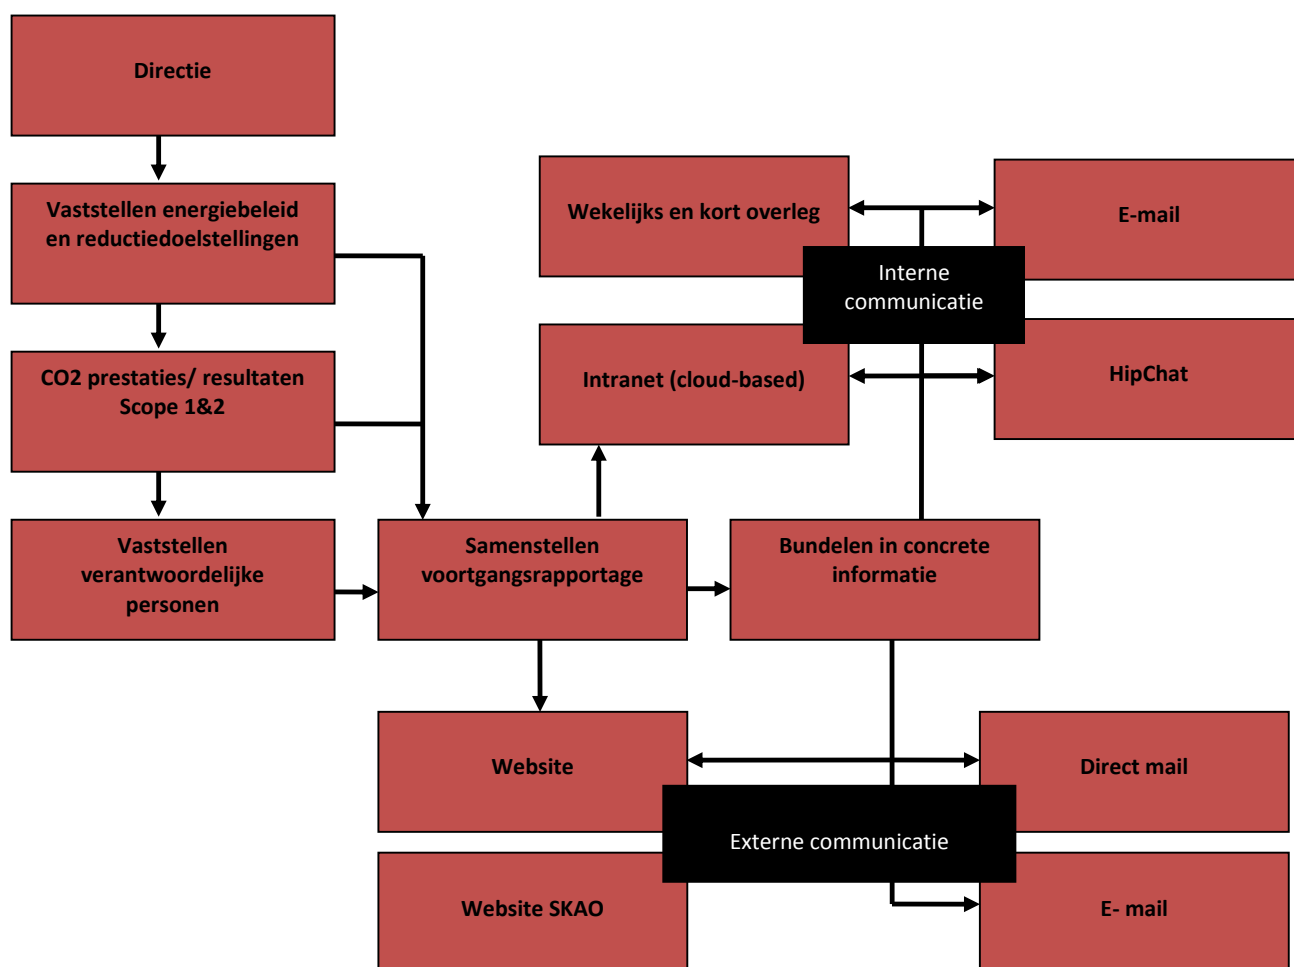 Directie
Vaststellen energiebeleid
en reductiedoelstellingen
CO2 prestaties/ resultaten
Scope 1&2
Vaststellen
verantwoordelijke
personen
Samenstellen
voortgangsrapportage
Bundelen in concrete
informatie
Wekelijks en kort overleg
E-mail
Interne
communicatie
Intranet (cloud-based)
HipChat
Website
Direct mail
Externe communicatie
Website SKAO
E- mail